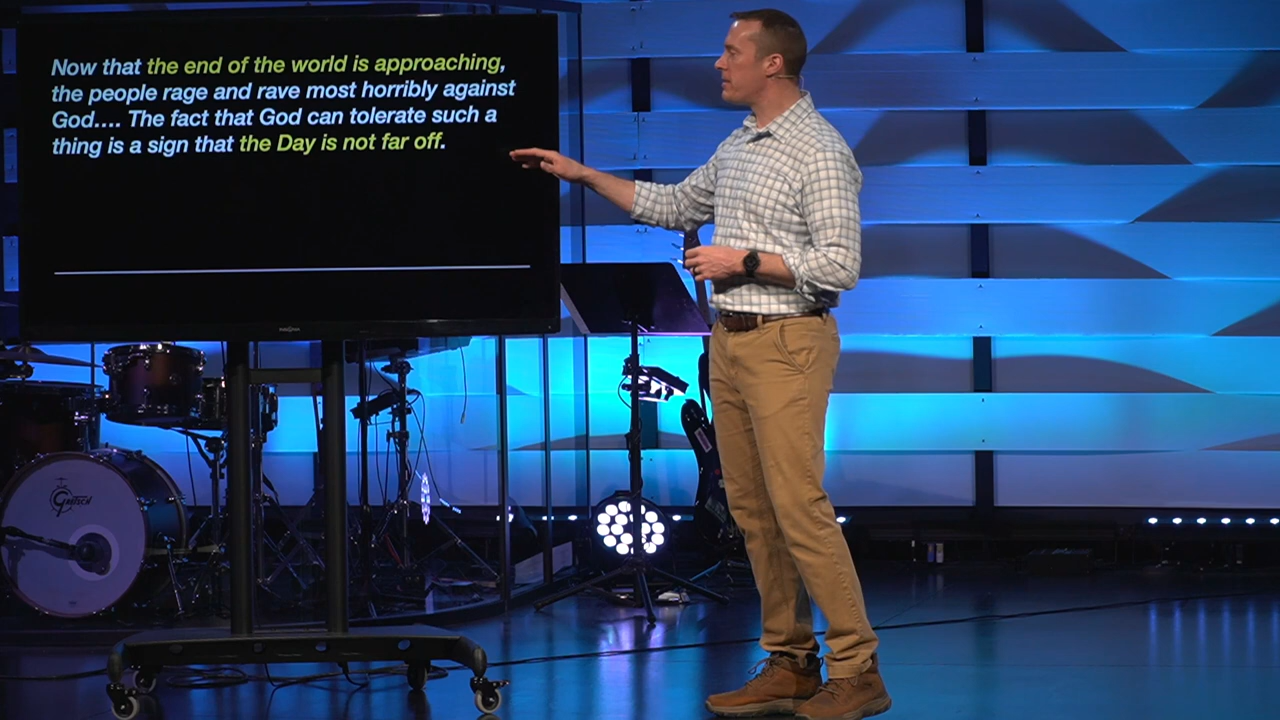 Now that the end of the world is approaching,
the people rage and rave most horribly against
God.... The fact that God can tolerate such a
thing is a sign that the Day is not far off.
INSIGNIA
Gretsch